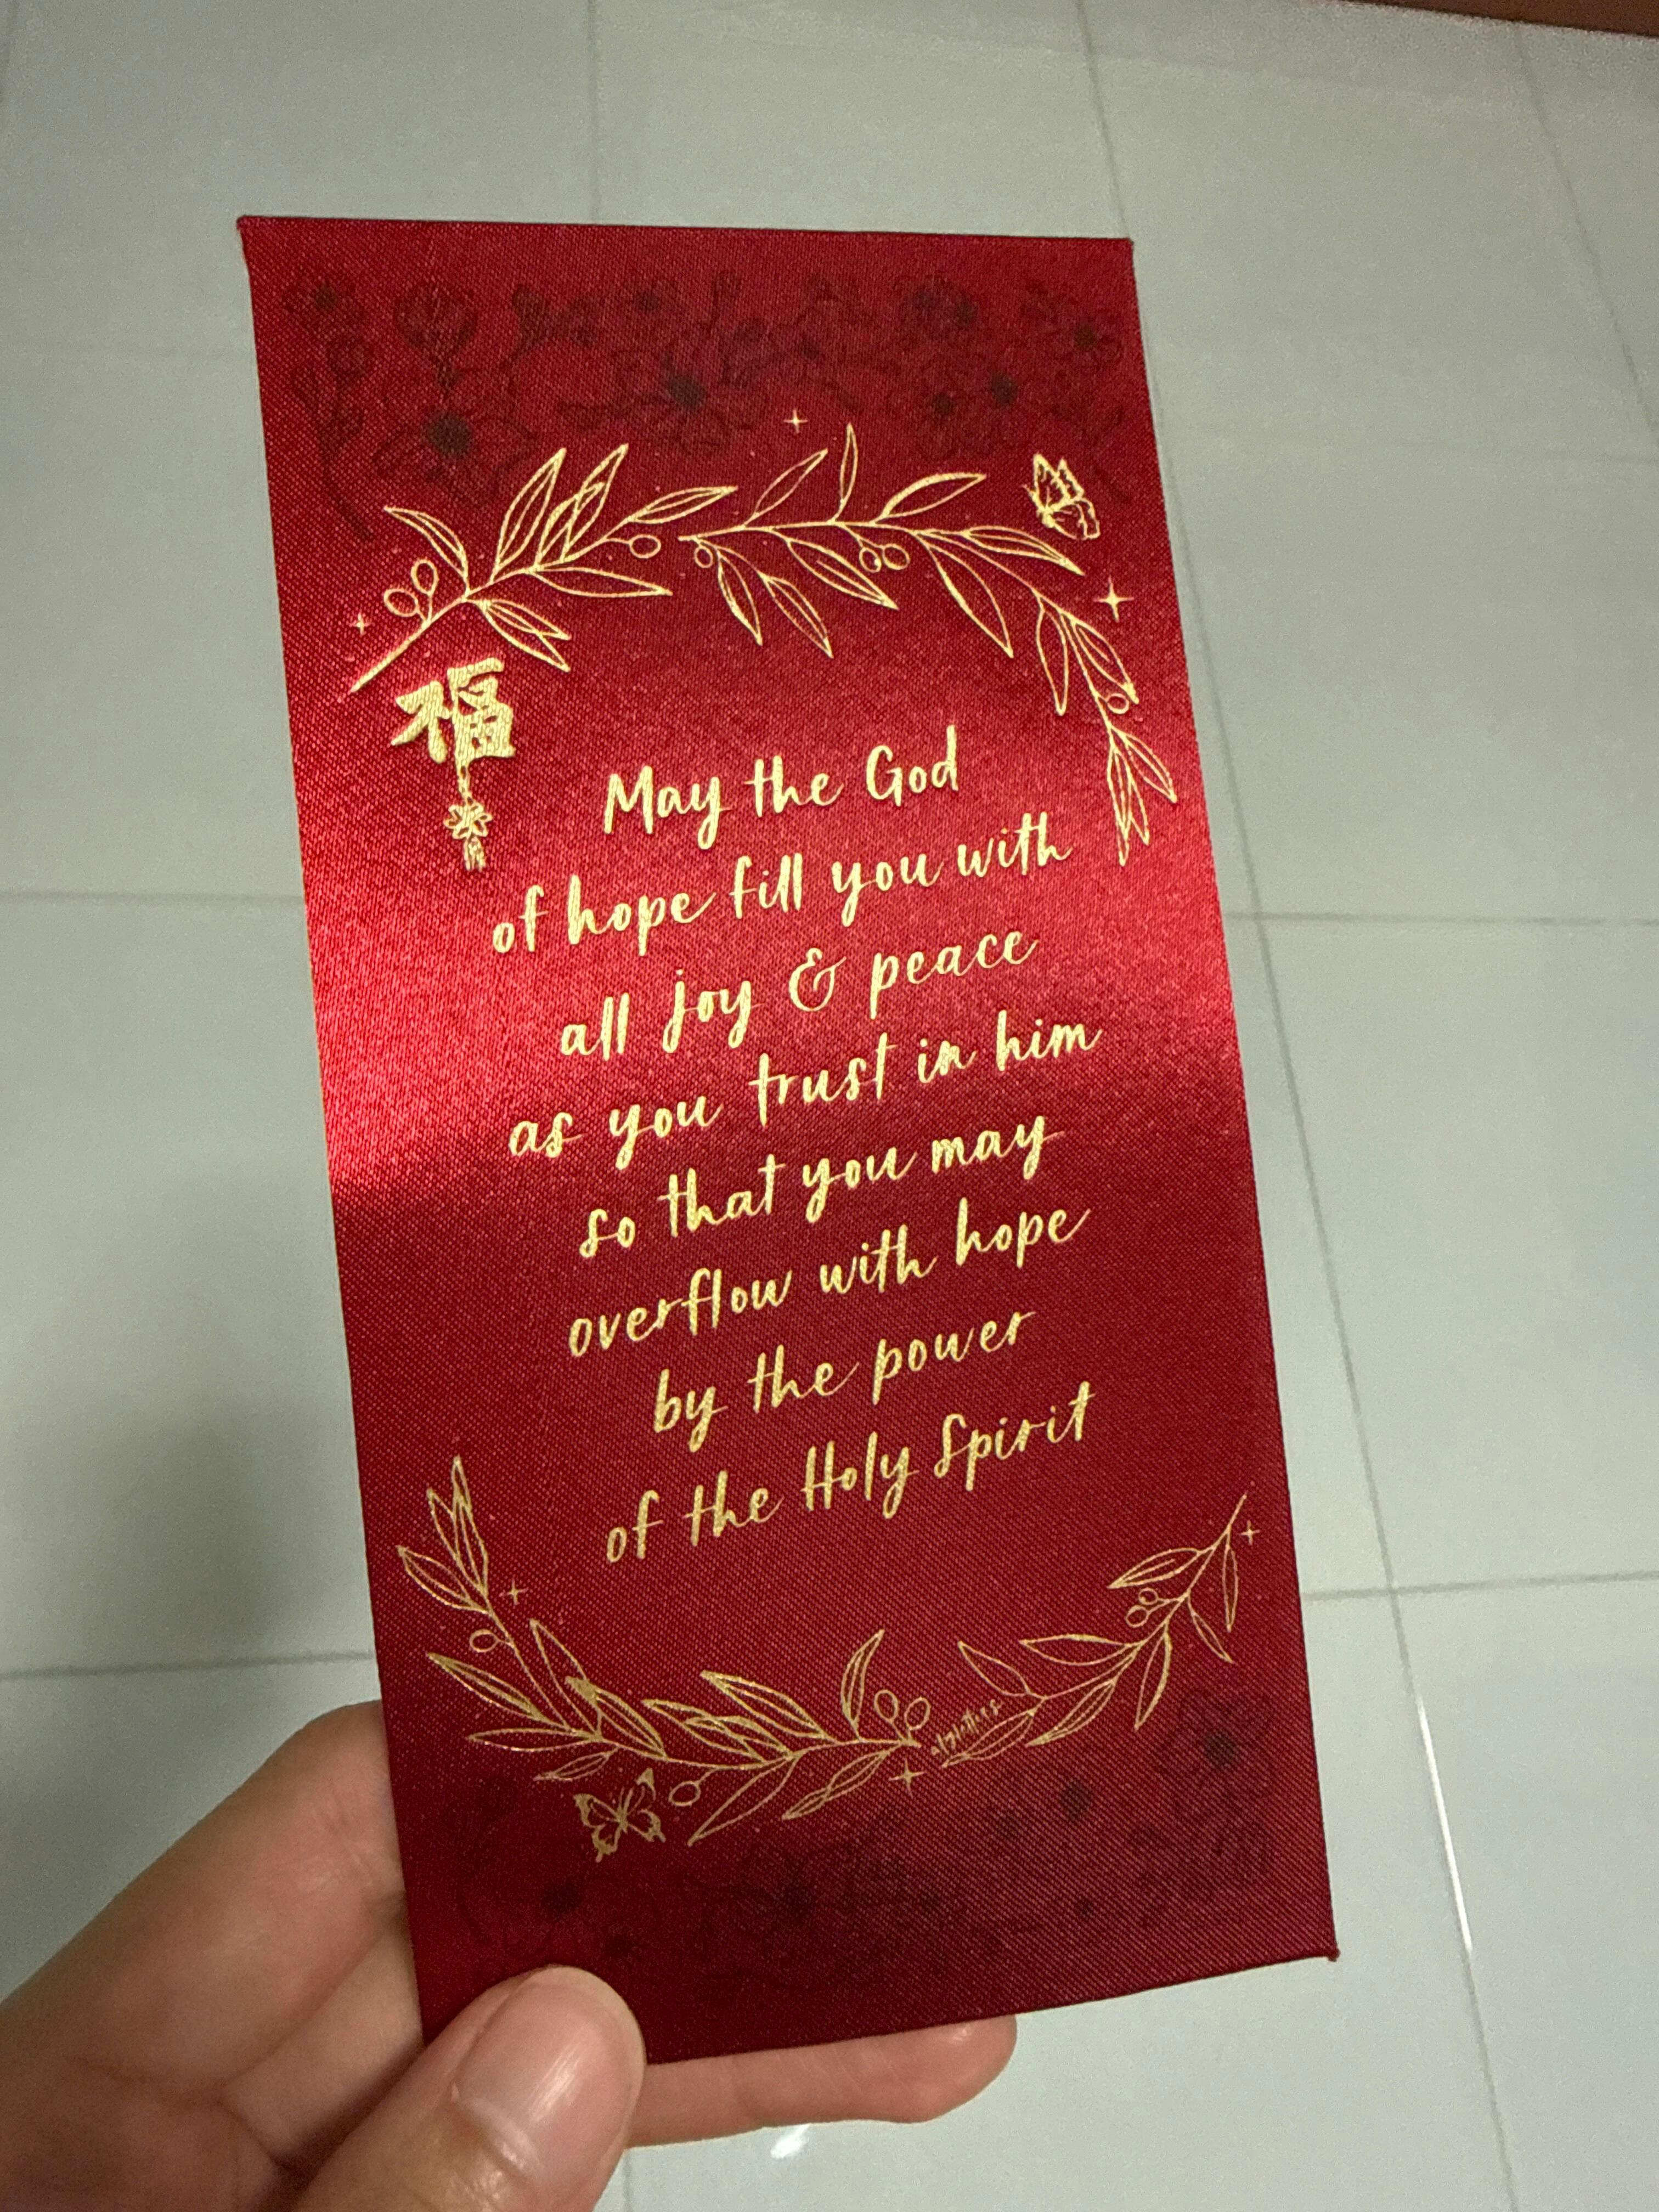 福
May the God
of hope fill you with
all joy & peace
as you trust in him
so that you may
overflow with hope
by the power
of the Holy Spirit